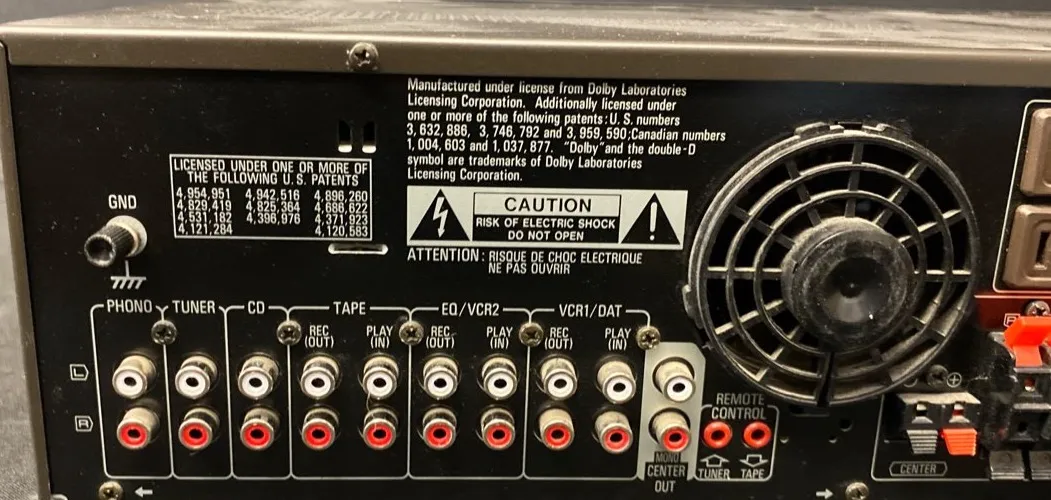 Manufactured under license from Dolby Laboratories
Licensing Corporation. Additionally licensed under
one or more of the following patents: U.S. numbers
3,632,886, 3,746,792 and 3,959,590; Canadian numbers
1,004,603 and 1,037,877. "Dolby" and the double-D
symbol are trademarks of Dolby Laboratories
Licensing Corporation.
LICENSED UNDER ONE OR MORE OF
THE FOLLOWING U.S. PATENTS
4,954,951 4,942,516 4,896,260
4,829,419 4,825,364 4,686,622
4,531,182 4,396,976 4,371,923
4,121,284 4,120,583
CAUTION
RISK OF ELECTRIC SHOCK
DO NOT OPEN
ATTENTION: RISQUE DE CHOC ELECTRIQUE
NE PAS OUVRIR
GND
PHONO TUNER CD TAPE EQ/VCR2 VCR1/DAT
REC (OUT) PLAY (IN) REC (OUT) PLAY (IN) REC (OUT) PLAY (IN)
L
R
REMOTE
CONTROL
TUNER TAPE
MONO
CENTER
OUT
CENTER